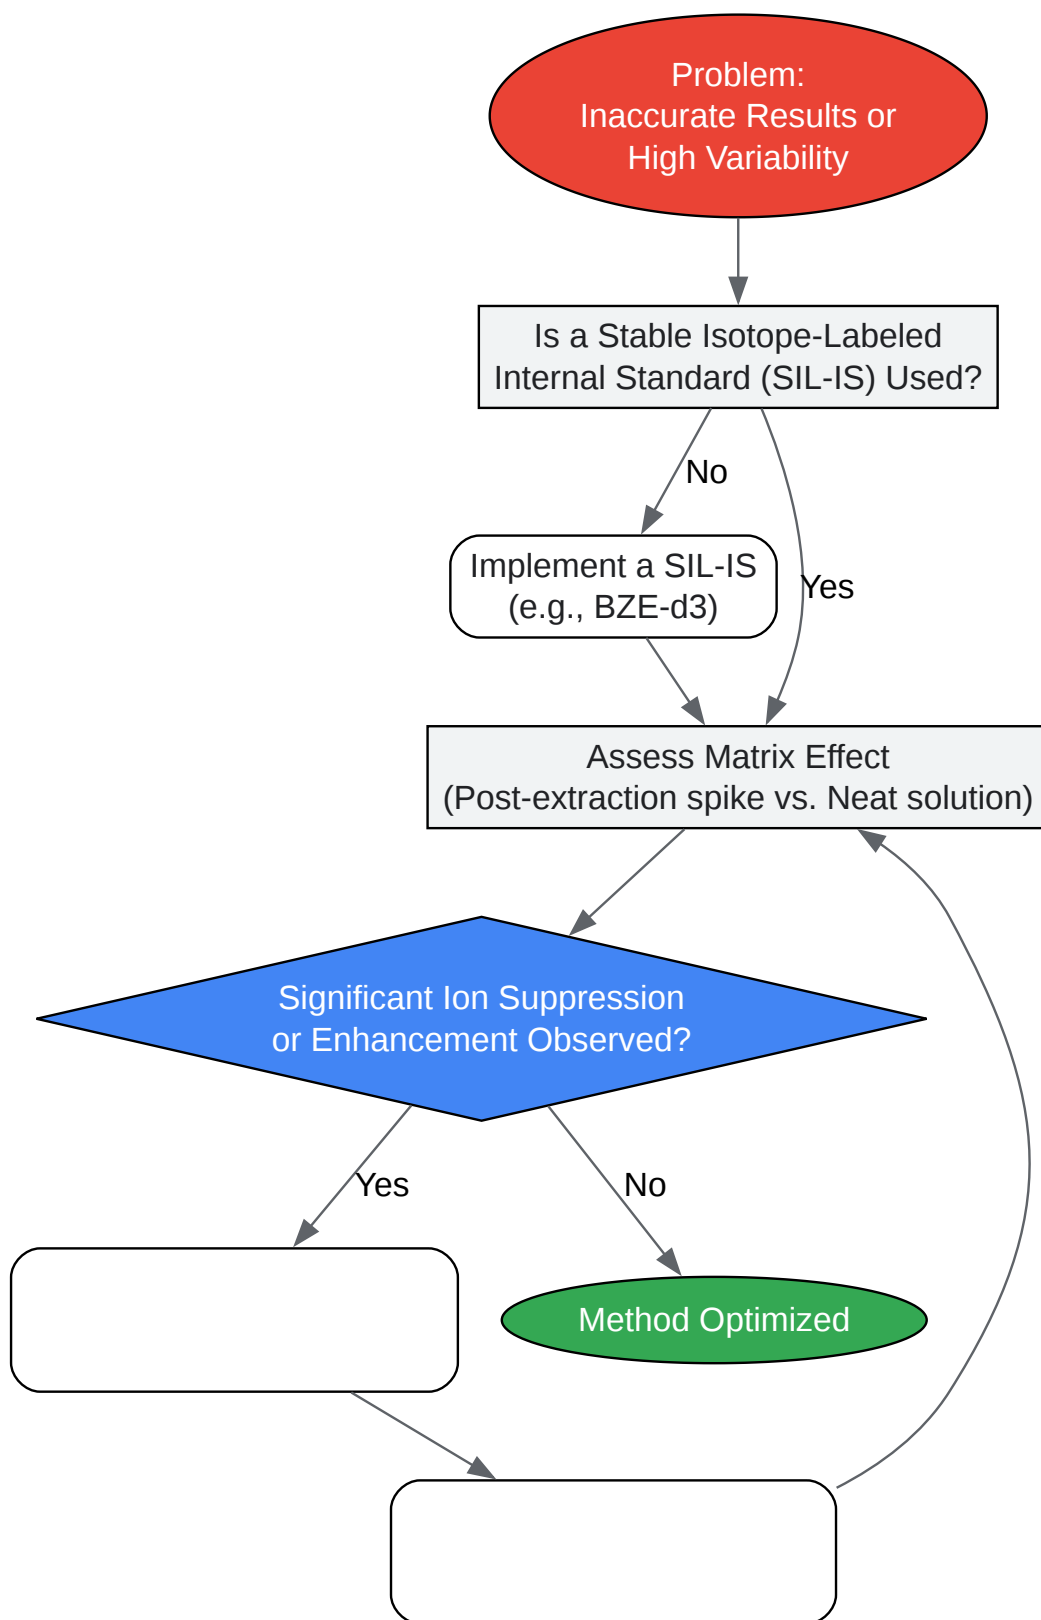 Problem:
Inaccurate Results or
High Variability
Is a Stable Isotope-Labeled
Internal Standard (SIL-IS) Used?
No
Implement a SIL-IS
(e.g., BZE-d3)
Yes
Assess Matrix Effect
(Post-extraction spike vs. Neat solution)
Significant Ion Suppression
or Enhancement Observed?
Yes
No
Method Optimized